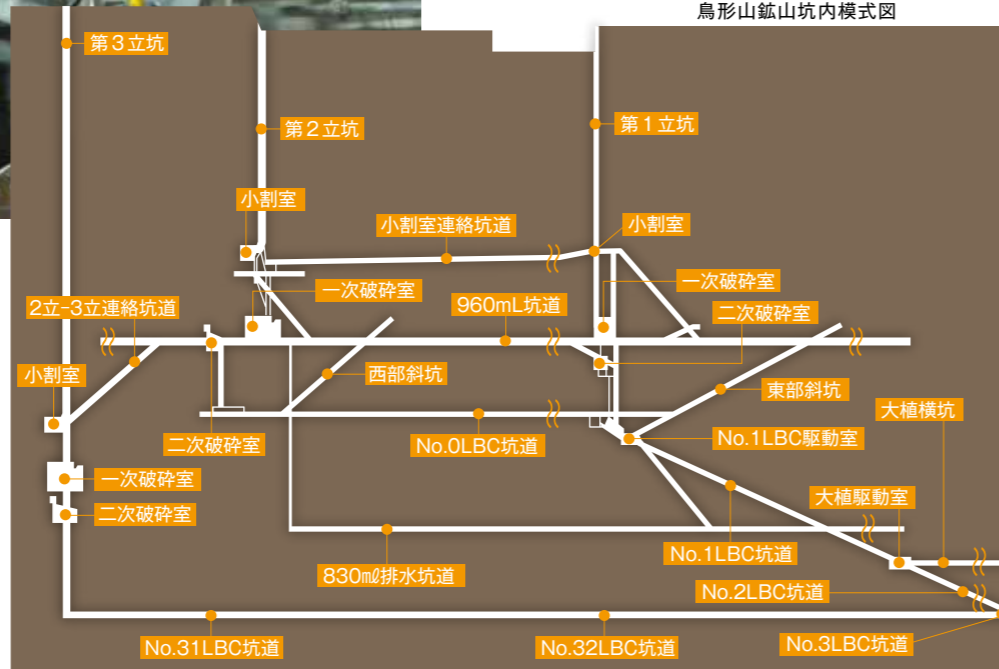 鳥形山鉱山坑内模式図
第3立坑
第2立坑
第1立坑
小割室
小割室連絡坑道
小割室
一次破砕室
一次破砕室
2立-3立連絡坑道
960mL坑道
二次破砕室
小割室
西部斜坑
東部斜坑
大植横坑
二次破砕室
No.0LBC坑道
No.1LBC駆動室
一次破砕室
大植駆動室
二次破砕室
No.1LBC坑道
830mℓ排水坑道
No.2LBC坑道
No.31LBC坑道
No.32LBC坑道
No.3LBC坑道